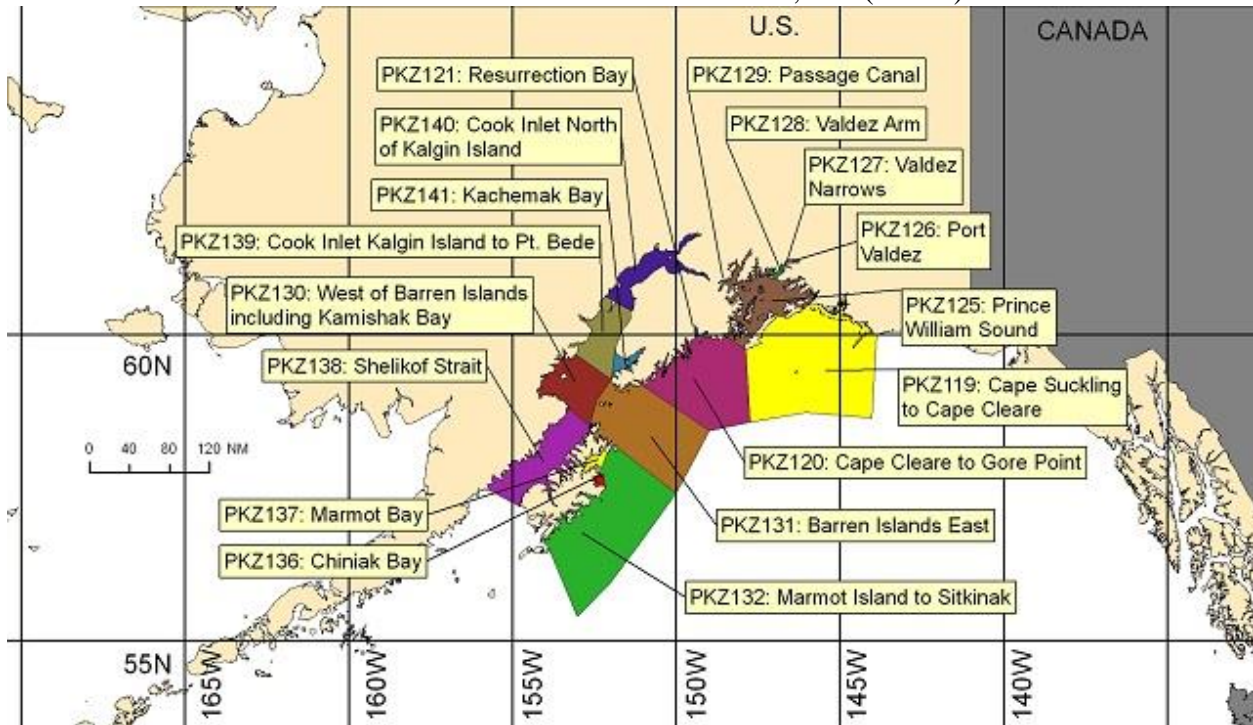 U.S.
CANADA
PKZ121: Resurrection Bay
PKZ129: Passage Canal
PKZ140: Cook Inlet North
of Kalgin Island
PKZ128: Valdez Arm
PKZ127: Valdez
Narrows
PKZ141: Kachemak Bay
PKZ126: Port
Valdez
PKZ139: Cook Inlet Kalgin Island to Pt. Bede
PKZ130: West of Barren Islands
including Kamishak Bay
PKZ125: Prince
William Sound
60N
PKZ138: Shelikof Strait
PKZ119: Cape Suckling
to Cape Cleare
0 40 80 120 NM
PKZ120: Cape Cleare to Gore Point
PKZ137: Marmot Bay
PKZ131: Barren Islands East
PKZ136: Chiniak Bay
PKZ132: Marmot Island to Sitkinak
55N
165W
160W
155W
150W
145W
140W